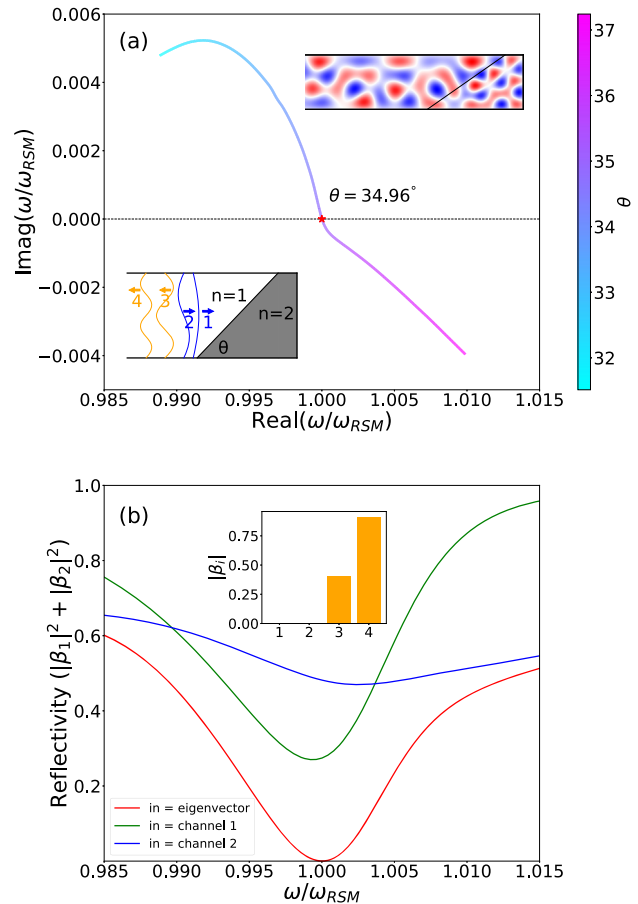 (a)
0.006
0.004
0.002
0.000
−0.002
−0.004
Imag(ω/ω_RSM)
θ = 34.96°
4 3 2 1 n=1 n=2 θ
0.985 0.990 0.995 1.000 1.005 1.010 1.015
Real(ω/ω_RSM)
37
36
35
34
33
32
θ
(b)
1.0
0.8
0.6
0.4
0.2
Reflectivity (|β₁|² + |β₂|²)
0.75
0.50
0.25
0.00
|βᵢ|
1 2 3 4
in = eigenvector
in = channel 1
in = channel 2
0.985 0.990 0.995 1.000 1.005 1.010 1.015
ω/ω_RSM